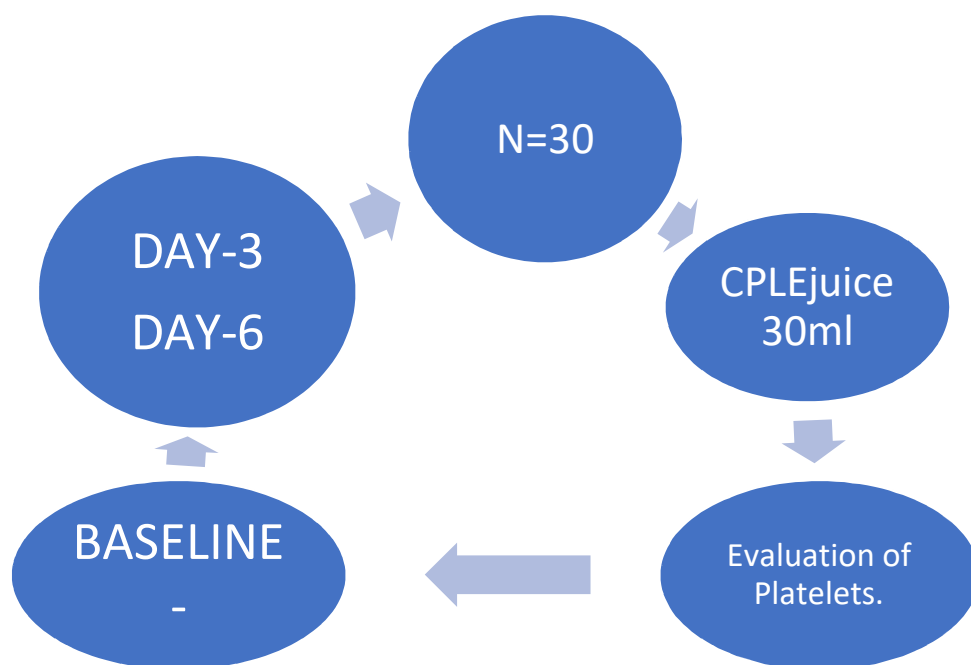 N=30
CPLEjuice
30ml
Evaluation of
Platelets.
BASELINE
-
DAY-3
DAY-6